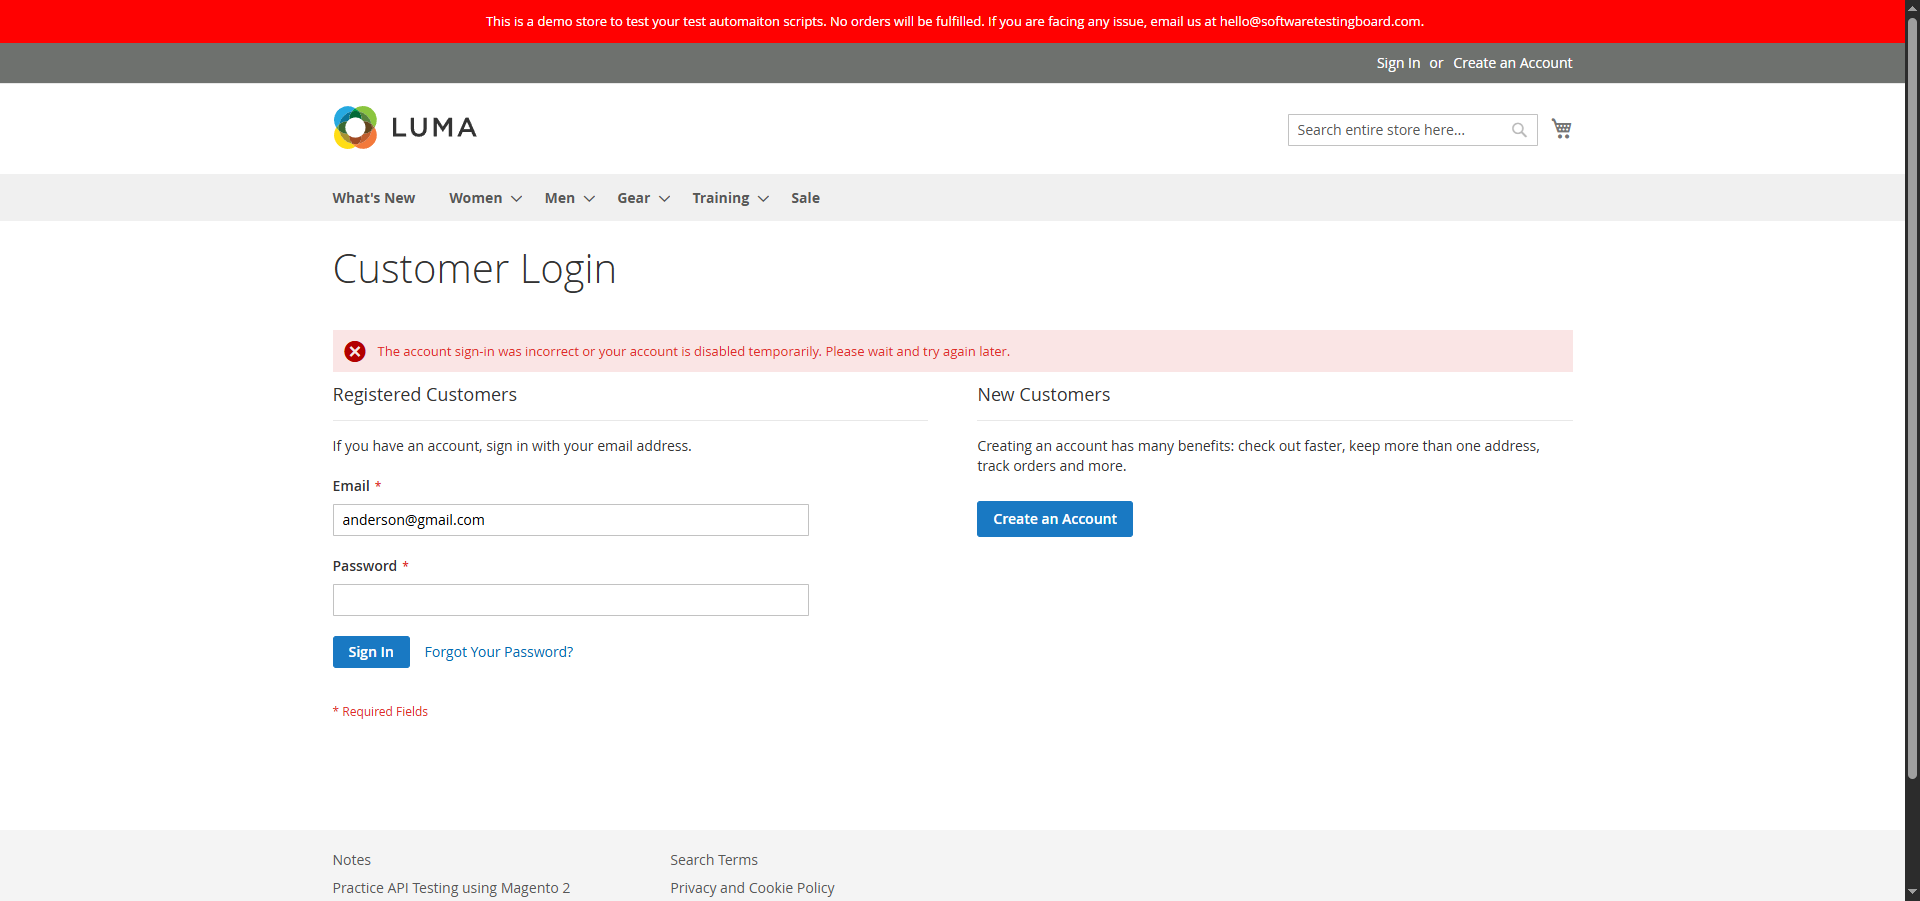 This is a demo store to test your test automaiton scripts. No orders will be fulfilled. If you are facing any issue, email us at hello@softwaretestingboard.com.
Sign In or Create an Account
LUMA
Search entire store here...
What's New Women Men Gear Training Sale
Customer Login
The account sign-in was incorrect or your account is disabled temporarily. Please wait and try again later.
Registered Customers
If you have an account, sign in with your email address.
Email *
anderson@gmail.com
Password *
Sign In Forgot Your Password?
* Required Fields
New Customers
Creating an account has many benefits: check out faster, keep more than one address,
track orders and more.
Create an Account
Notes
Practice API Testing using Magento 2
Search Terms
Privacy and Cookie Policy